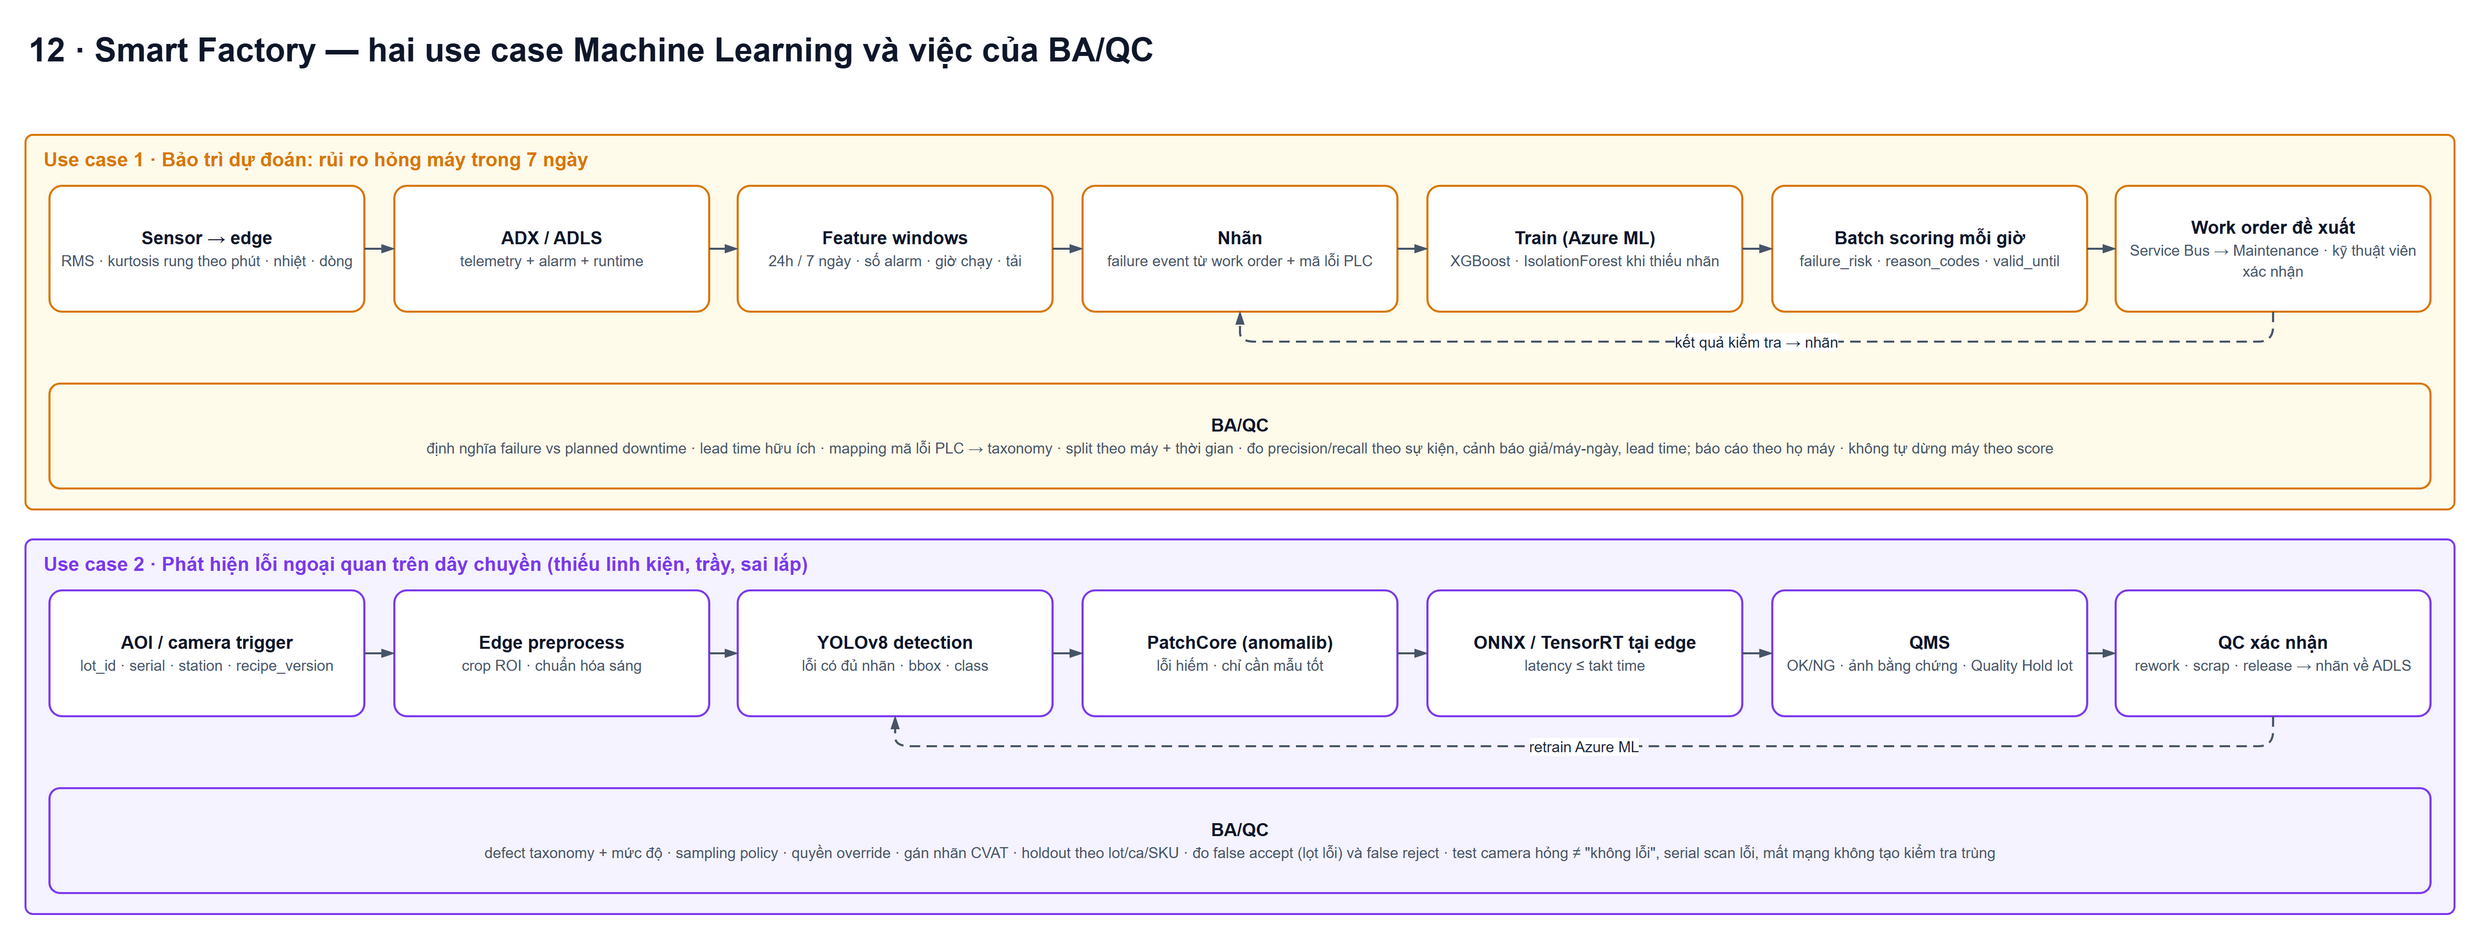 12 · Smart Factory — hai use case Machine Learning và việc của BA/QC
Use case 1 · Bảo trì dự đoán: rủi ro hỏng máy trong 7 ngày
Sensor → edge
RMS · kurtosis rung theo phút · nhiệt · dòng
ADX / ADLS
telemetry + alarm + runtime
Feature windows
24h / 7 ngày · số alarm · giờ chạy · tải
Nhãn
failure event từ work order + mã lỗi PLC
Train (Azure ML)
XGBoost · IsolationForest khi thiếu nhãn
Batch scoring mỗi giờ
failure_risk · reason_codes · valid_until
Work order đề xuất
Service Bus → Maintenance · kỹ thuật viên
xác nhận
kết quả kiểm tra → nhãn
BA/QC
định nghĩa failure vs planned downtime · lead time hữu ích · mapping mã lỗi PLC → taxonomy · split theo máy + thời gian · đo precision/recall theo sự kiện, cảnh báo giả/máy-ngày, lead time; báo cáo theo họ máy · không tự dừng máy theo score
Use case 2 · Phát hiện lỗi ngoại quan trên dây chuyền (thiếu linh kiện, trầy, sai lắp)
AOI / camera trigger
lot_id · serial · station · recipe_version
Edge preprocess
crop ROI · chuẩn hóa sáng
YOLOv8 detection
lỗi có đủ nhãn · bbox · class
PatchCore (anomalib)
lỗi hiếm · chỉ cần mẫu tốt
ONNX / TensorRT tại edge
latency ≤ takt time
QMS
OK/NG · ảnh bằng chứng · Quality Hold lot
QC xác nhận
rework · scrap · release → nhãn về ADLS
retrain Azure ML
BA/QC
defect taxonomy + mức độ · sampling policy · quyền override · gán nhãn CVAT · holdout theo lot/ca/SKU · đo false accept (lọt lỗi) và false reject · test camera hỏng ≠ "không lỗi", serial scan lỗi, mất mạng không tạo kiểm tra trùng